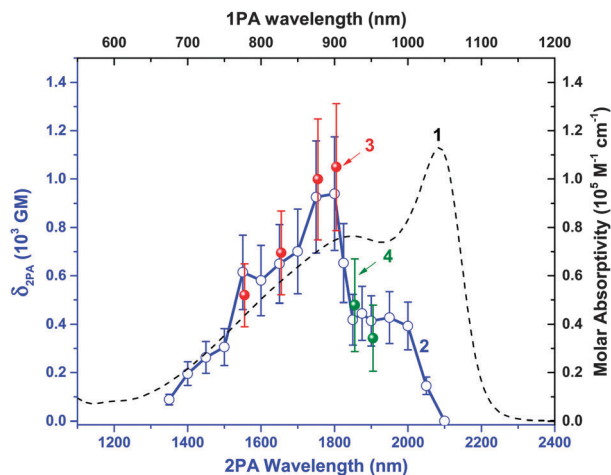 1PA wavelength (nm)
600 700 800 900 1000 1100 1200
1.4 1.4
1.2 1.2
1.0 1.0
0.8 0.8
0.6 0.6
0.4 0.4
0.2 0.2
0.0 0.0
1 3 4 2
δ2PA (10³ GM)
Molar Absorptivity (10⁵ M⁻¹ cm⁻¹)
1200 1400 1600 1800 2000 2200 2400
2PA Wavelength (nm)